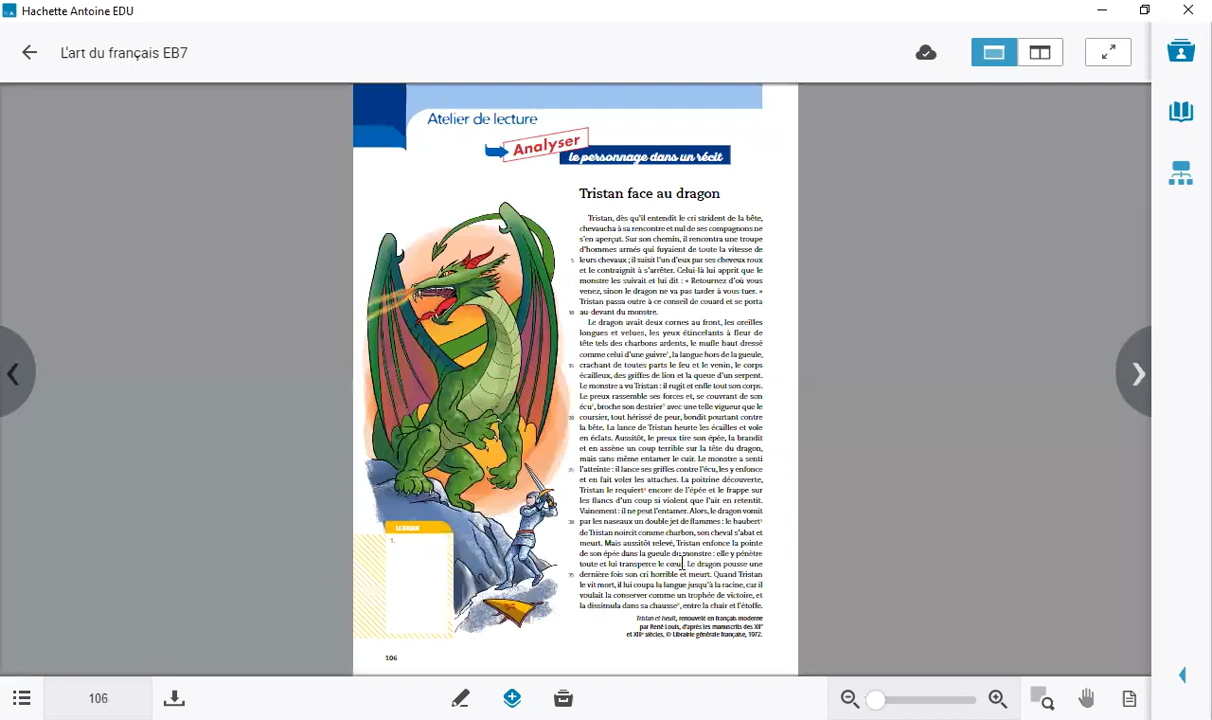 Hachette Antoine EDU
L'art du français EB7
Atelier de lecture
Analyser
le personnage dans un récit
Tristan face au dragon
Tristan, dès qu'il entendit le cri strident de la bête,
chevaucha à sa rencontre et nul de ses compagnons ne
s'en aperçut. Sur son chemin, il rencontra une troupe
d'hommes armés qui fuyaient de toute la vitesse de
5 leurs chevaux ; il saisit l'un d'eux par ses cheveux roux
et le contraignit à s'arrêter. Celui-là lui apprit que le
monstre les suivait et lui dit : « Retournez d'où vous
venez, sinon le dragon ne va pas tarder à vous tuer. »
Tristan passa outre à ce conseil de couard et se porta
10 au-devant du monstre.
Le dragon avait deux cornes au front, les oreilles
longues et velues, les yeux étincelants à fleur de
tête tels des charbons ardents, le mufle haut dressé
comme celui d'une guivre¹, la langue hors de la gueule,
15 crachant de toutes parts le feu et le venin, le corps
écailleux, des griffes de lion et la queue d'un serpent.
Le monstre a vu Tristan : il rugit et enfle tout son corps.
Le preux rassemble ses forces et, se couvrant de son
écu², broche son destrier³ avec une telle vigueur que le
20 coursier, tout hérissé de peur, bondit pourtant contre
la bête. La lance de Tristan heurte les écailles et vole
en éclats. Aussitôt, le preux tire son épée, la brandit
et en assène un coup terrible sur la tête du dragon,
mais sans même entamer le cuir. Le monstre a senti
25 l'atteinte : il lance ses griffes contre l'écu, les y enfonce
et en fait voler les attaches. La poitrine découverte,
Tristan le requiert⁴ encore de l'épée et le frappe sur
les flancs d'un coup si violent que l'air en retentit.
Vainement : il ne peut l'entamer. Alors, le dragon vomit
30 par les naseaux un double jet de flammes : le haubert⁵
de Tristan noircit comme charbon, son cheval s'abat et
meurt. Mais aussitôt relevé, Tristan enfonce la pointe
de son épée dans la gueule du monstre : elle y pénètre
toute et lui transperce le cœur. Le dragon pousse une
35 dernière fois son cri horrible et meurt. Quand Tristan
le vit mort, il lui coupa la langue jusqu'à la racine, car il
voulait la conserver comme un trophée de victoire, et
la dissimula dans sa chausse⁶, entre la chair et l'étoffe.
Tristan et Iseult, renouvelé en français moderne
par René Louis, d'après les manuscrits des XIIᵉ
et XIIIᵉ siècles, © Librairie générale française, 1972.
LEXIQUE
1.
106
106